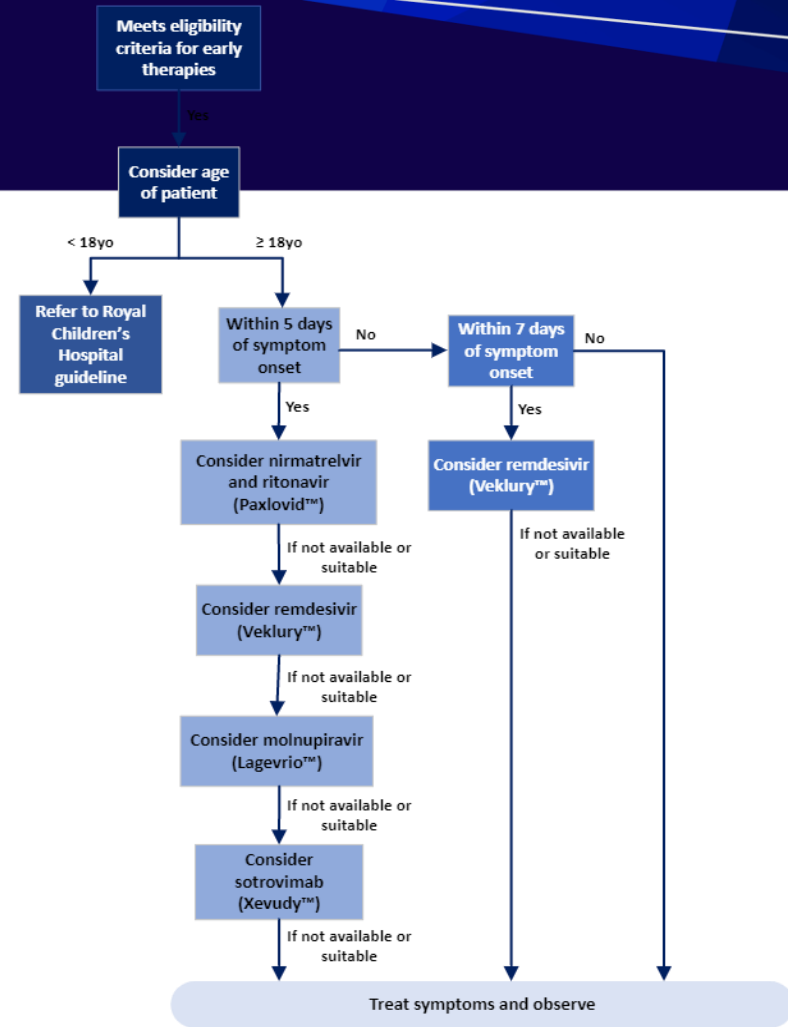 Meets eligibility
criteria for early
therapies
Yes
Consider age
of patient
< 18yo
≥ 18yo
Refer to Royal
Children's
Hospital
guideline
Within 5 days
of symptom
onset
No
Within 7 days
of symptom
onset
No
Yes
Yes
Consider nirmatrelvir
and ritonavir
(Paxlovid™)
Consider remdesivir
(Veklury™)
If not available or
suitable
If not available
or suitable
Consider remdesivir
(Veklury™)
If not available or
suitable
Consider molnupiravir
(Lagevrio™)
If not available or
suitable
Consider
sotrovimab
(Xevudy™)
If not available or
suitable
Treat symptoms and observe